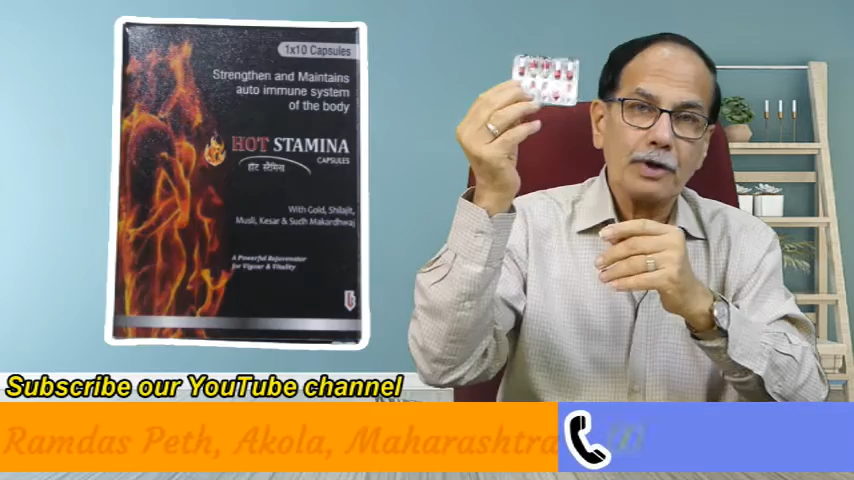 1x10 Capsules
Strengthen and Maintains
auto immune system
of the body
HOT STAMINA
CAPSULES
हॉट स्टैमिना
With Gold, Shilajit,
Musli, Kesar & Sudh Makardhwaj
A Powerful Rejuvenator
for Vigour & Vitality
Subscribe our YouTube channel
Ramdas Peth, Akola, Maharashtra